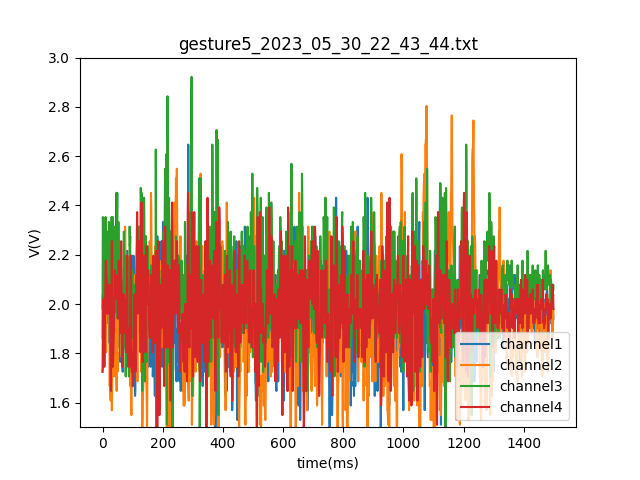 gesture5_2023_05_30_22_43_44.txt
3.0
2.8
2.6
2.4
2.2
2.0
1.8
1.6
V(V)
0 200 400 600 800 1000 1200 1400
time(ms)
channel1
channel2
channel3
channel4